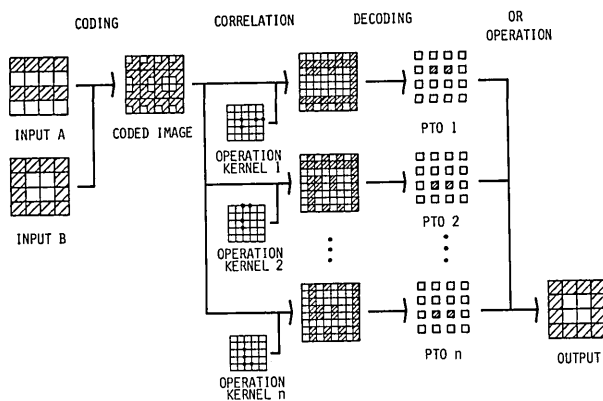 CODING
CORRELATION
DECODING
OR
OPERATION
INPUT A
CODED IMAGE
INPUT B
OPERATION
KERNEL 1
PTO 1
OPERATION
KERNEL 2
PTO 2
OPERATION
KERNEL n
PTO n
OUTPUT